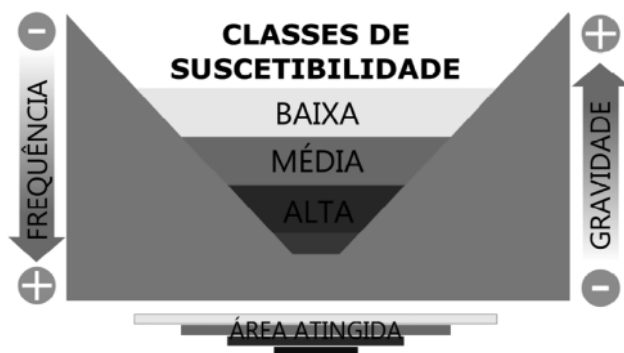 CLASSES DE
SUSCETIBILIDADE
BAIXA
MÉDIA
ALTA
FREQUÊNCIA
GRAVIDADE
ÁREA ATINGIDA